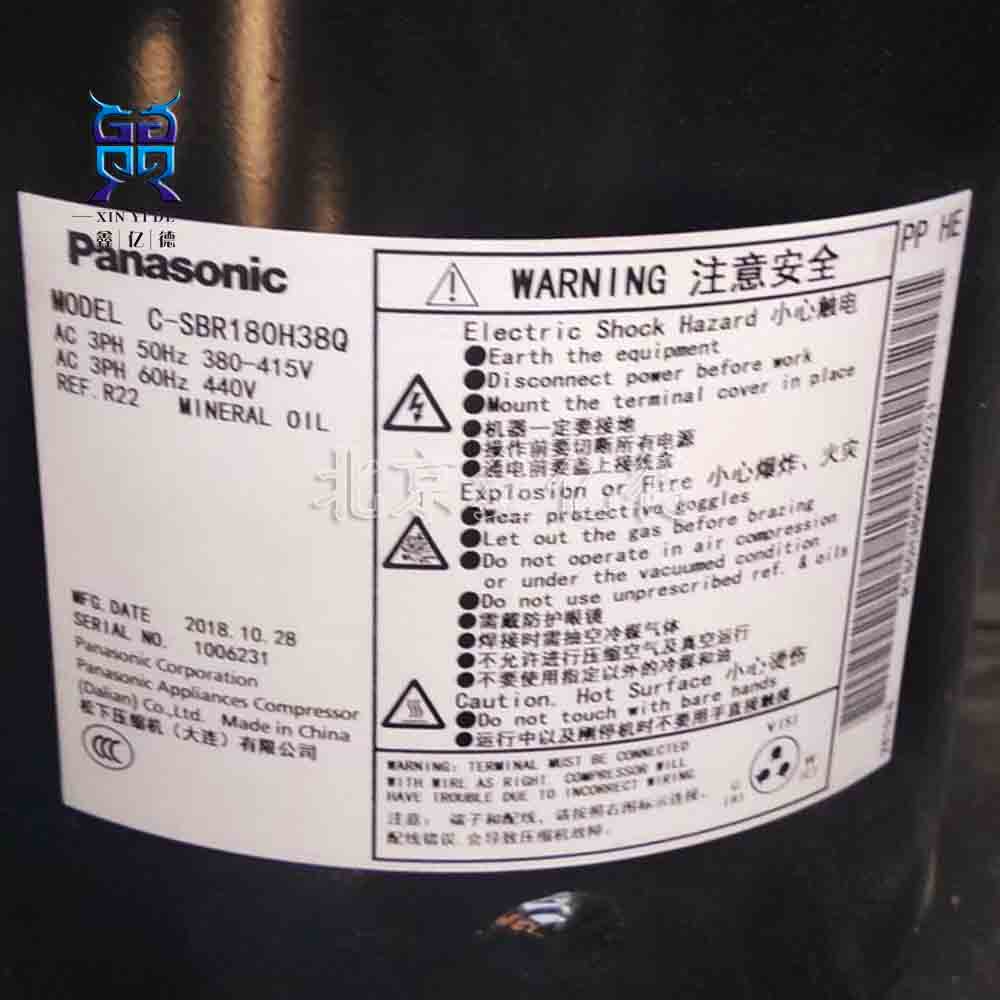 XIN YI DE
鑫亿德
Panasonic
MODEL C-SBR180H38Q
AC 3PH 50Hz 380-415V
AC 3PH 60Hz 440V
REF.R22 MINERAL OIL
MFG.DATE 2018.10.28
SERIAL NO. 1006231
Panasonic Corporation
Panasonic Appliances Compressor
(Dalian) Co.,Ltd. Made in China
松下压缩机（大连）有限公司
CCC
WARNING 注意安全
Electric Shock Hazard 小心触电
●Earth the equipment
●Disconnect power before work
●Mount the terminal cover in place
●机器一定要接地
●操作前要切断所有电源
●通电前要盖上接线盒
Explosion or Fire 小心爆炸、火灾
●Wear protective goggles
●Let out the gas before brazing
●Do not operate in air compression
or under the vacuumed condition
●Do not use unprescribed ref. & oils
●需戴防护眼镜
●焊接时需抽空冷媒气体
●不允许进行压缩空气及真空运行
●不要使用指定以外的冷媒和油
Caution. Hot Surface 小心烫伤
●Do not touch with bare hands
●运行中以及刚停机时不要用手直接触摸
WARNING: TERMINAL MUST BE CONNECTED
WITH WIRE AS RIGHT. COMPRESSOR WILL
HAVE TROUBLE DUE TO INCORRECT WIRING
注意: 端子和配线，请按照右图标示连接，
配线错误，会导致压缩机故障。
PP HE
北京